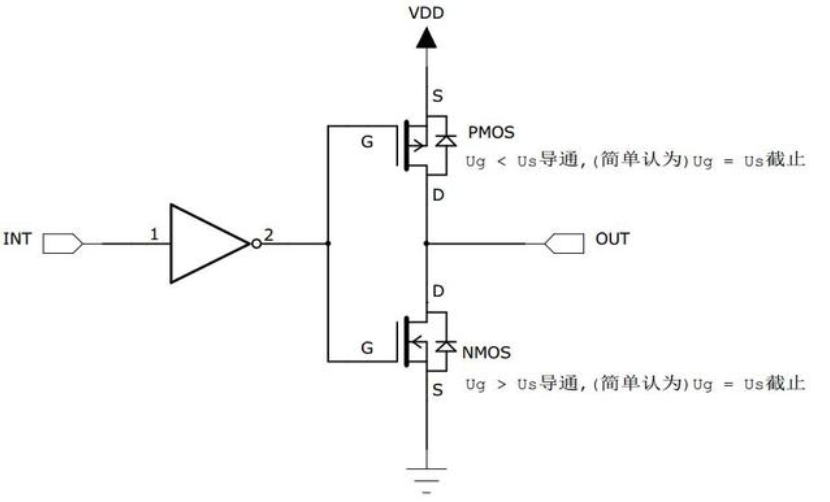 VDD
S
G
PMOS
Ug < Us导通,(简单认为)Ug = Us截止
D
INT
1
2
OUT
D
G
NMOS
Ug > Us导通,(简单认为)Ug = Us截止
S